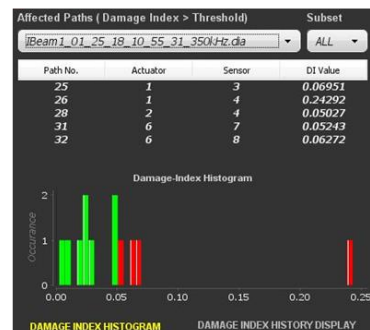 Affected Paths ( Damage Index > Threshold) Subset
IBeam1_01_25_18_10_55_31_350kHz.dia ALL
Path No. Actuator Sensor DI Value
25 1 3 0.06951
26 1 4 0.24292
28 2 4 0.05027
31 6 7 0.05243
32 6 8 0.06272
Damage-Index Histogram
Occurance
2
1
0
0.00 0.05 0.10 0.15 0.20 0.25
DAMAGE INDEX HISTOGRAM DAMAGE INDEX HISTORY DISPLAY